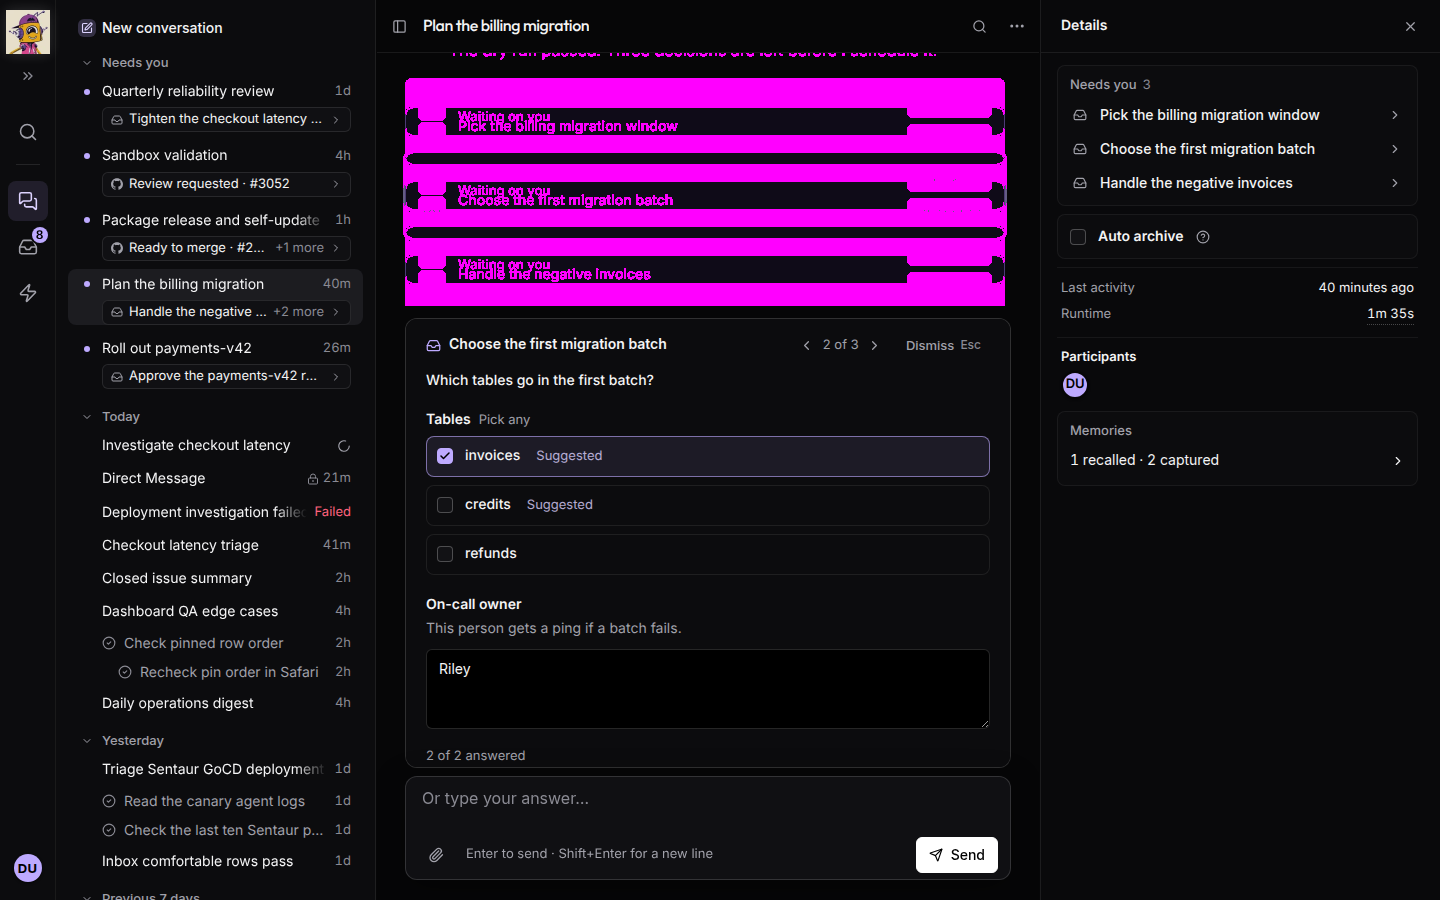 New conversation
Needs you
Quarterly reliability review 1d
Tighten the checkout latency ...
Sandbox validation 4h
Review requested · #3052
Package release and self-update 1h
Ready to merge · #2... +1 more
8
Plan the billing migration 40m
Handle the negative ... +2 more
Roll out payments-v42 26m
Approve the payments-v42 r...
Today
Investigate checkout latency
Direct Message 21m
Deployment investigation failed Failed
Checkout latency triage 41m
Closed issue summary 2h
Dashboard QA edge cases 4h
Check pinned row order 2h
Recheck pin order in Safari 2h
Daily operations digest 4h
Yesterday
Triage Sentaur GoCD deployment 1d
Read the canary agent logs 1d
Check the last ten Sentaur p... 1d
Inbox comfortable rows pass 1d
Previous 7 days
DU
Plan the billing migration
The dry run passed. Three decisions are left before I schedule it.
Waiting on you
Pick the billing migration window
Waiting on you
Choose the first migration batch
Waiting on you
Handle the negative invoices
Choose the first migration batch 2 of 3 Dismiss Esc
Which tables go in the first batch?
Tables Pick any
invoices Suggested
credits Suggested
refunds
On-call owner
This person gets a ping if a batch fails.
Riley
2 of 2 answered
Or type your answer...
Enter to send · Shift+Enter for a new line
Send
Details
Needs you 3
Pick the billing migration window
Choose the first migration batch
Handle the negative invoices
Auto archive
Last activity 40 minutes ago
Runtime 1m 35s
Participants
DU
Memories
1 recalled · 2 captured